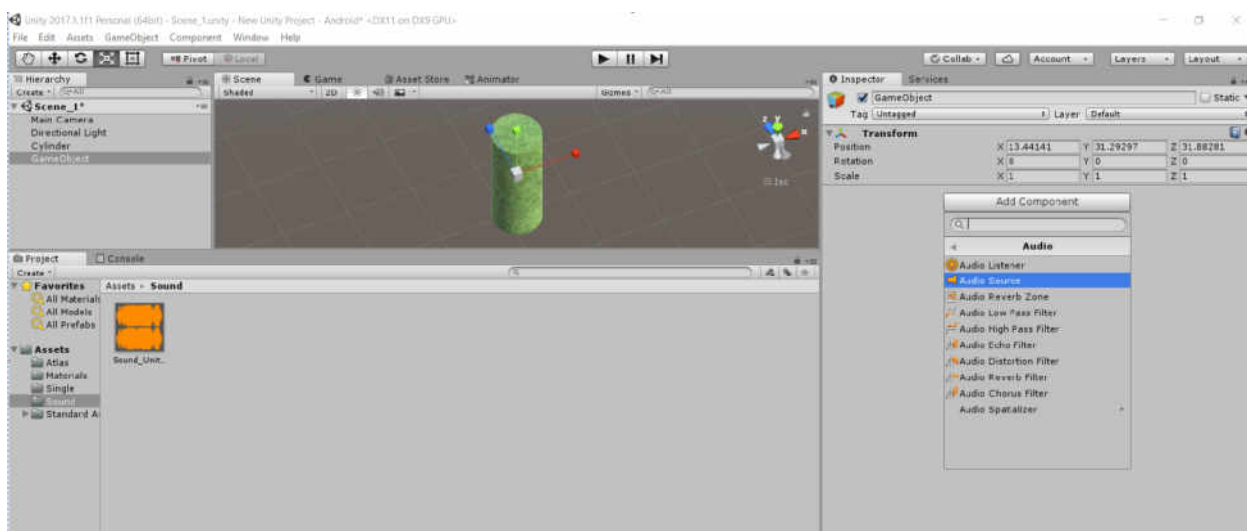 Unity 2017.1.1f1 Personal (64bit) - Scene_1.unity - New Unity Project - Android* <DX11 on DX9 GPU>
File Edit Assets GameObject Component Window Help
Pivot Local
Collab Account Layers Layout
Hierarchy
Create
Scene_1*
Main Camera
Directional Light
Cylinder
GameObject
Scene Game Asset Store Animator
Shaded 2D Gizmos
Iso
Project Console
Create
Favorites
All Materials
All Models
All Prefabs
Assets
Atlas
Materials
Single
Sound
Standard A
Assets Sound
Sound_Unit..
Inspector Services
GameObject Static
Tag Untagged Layer Default
Transform
Position X 13.44141 Y 31.29297 Z 31.88281
Rotation X 0 Y 0 Z 0
Scale X 1 Y 1 Z 1
Add Component
Audio
Audio Listener
Audio Source
Audio Reverb Zone
Audio Low Pass Filter
Audio High Pass Filter
Audio Echo Filter
Audio Distortion Filter
Audio Reverb Filter
Audio Chorus Filter
Audio Spatializer